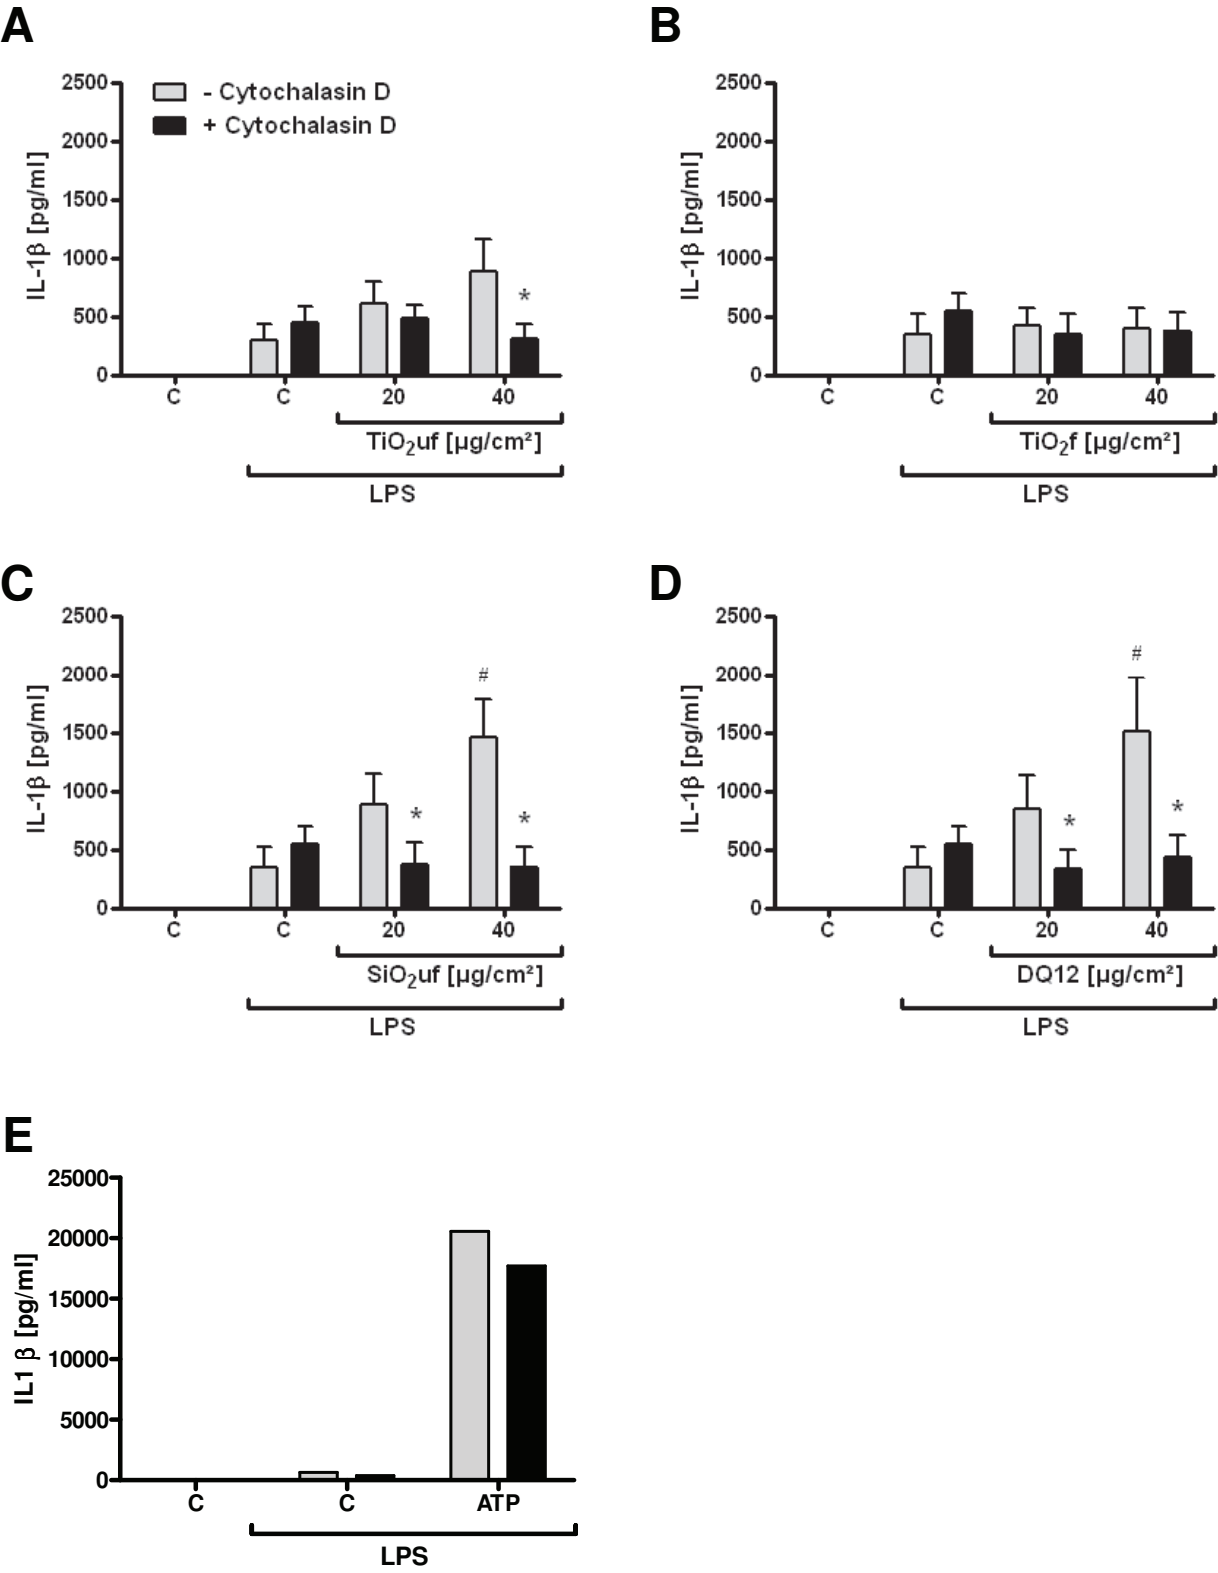 A
2500
2000
1500
1000
500
0
IL-1β [pg/ml]
- Cytochalasin D
+ Cytochalasin D
*
C
C
20
40
TiO₂uf [µg/cm²]
LPS
B
2500
2000
1500
1000
500
0
IL-1β [pg/ml]
C
C
20
40
TiO₂f [µg/cm²]
LPS
C
2500
2000
1500
1000
500
0
IL-1β [pg/ml]
#
*
*
C
C
20
40
SiO₂uf [µg/cm²]
LPS
D
2500
2000
1500
1000
500
0
IL-1β [pg/ml]
#
*
*
C
C
20
40
DQ12 [µg/cm²]
LPS
E
25000
20000
15000
10000
5000
0
IL1 β [pg/ml]
C
C
ATP
LPS